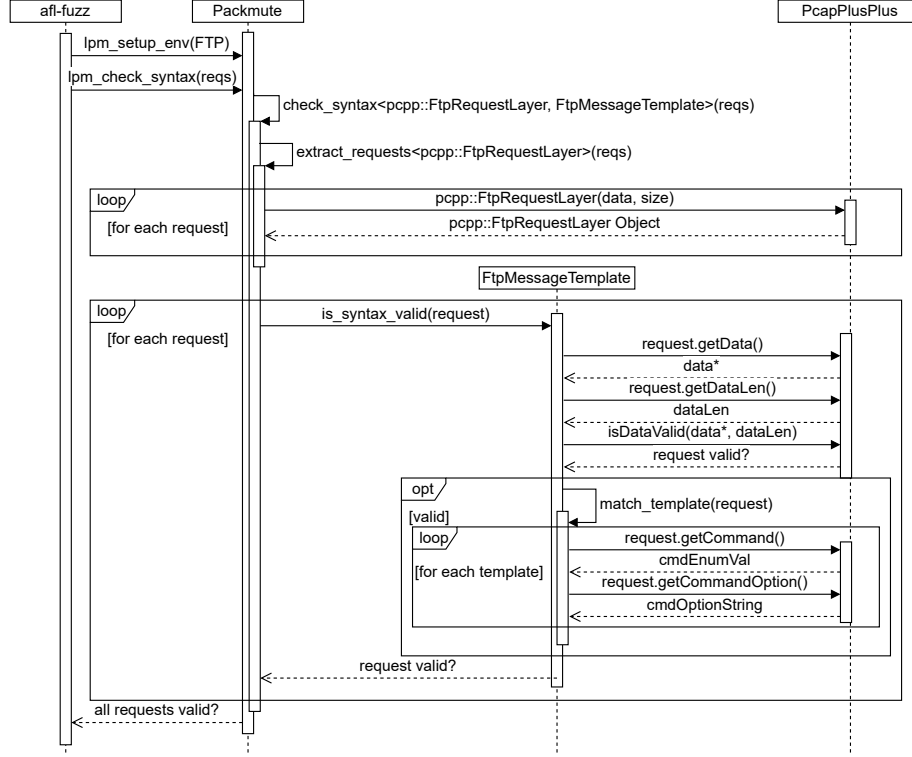 afl-fuzz
Packmute
PcapPlusPlus
lpm_setup_env(FTP)
lpm_check_syntax(reqs)
check_syntax<pcpp::FtpRequestLayer, FtpMessageTemplate>(reqs)
extract_requests<pcpp::FtpRequestLayer>(reqs)
loop
pcpp::FtpRequestLayer(data, size)
[for each request]
pcpp::FtpRequestLayer Object
FtpMessageTemplate
loop
is_syntax_valid(request)
[for each request]
request.getData()
data*
request.getDataLen()
dataLen
isDataValid(data*, dataLen)
request valid?
opt
match_template(request)
[valid]
loop
request.getCommand()
cmdEnumVal
[for each template]
request.getCommandOption()
cmdOptionString
request valid?
all requests valid?